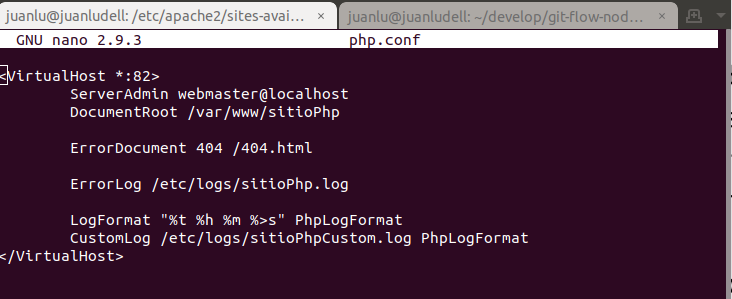 juanlu@juanludell: /etc/apache2/sites-avai... × juanlu@juanludell: ~/develop/git-flow-nod... ×
GNU nano 2.9.3 php.conf
<VirtualHost *:82>
ServerAdmin webmaster@localhost
DocumentRoot /var/www/sitioPhp
ErrorDocument 404 /404.html
ErrorLog /etc/logs/sitioPhp.log
LogFormat "%t %h %m %>s" PhpLogFormat
CustomLog /etc/logs/sitioPhpCustom.log PhpLogFormat
</VirtualHost>